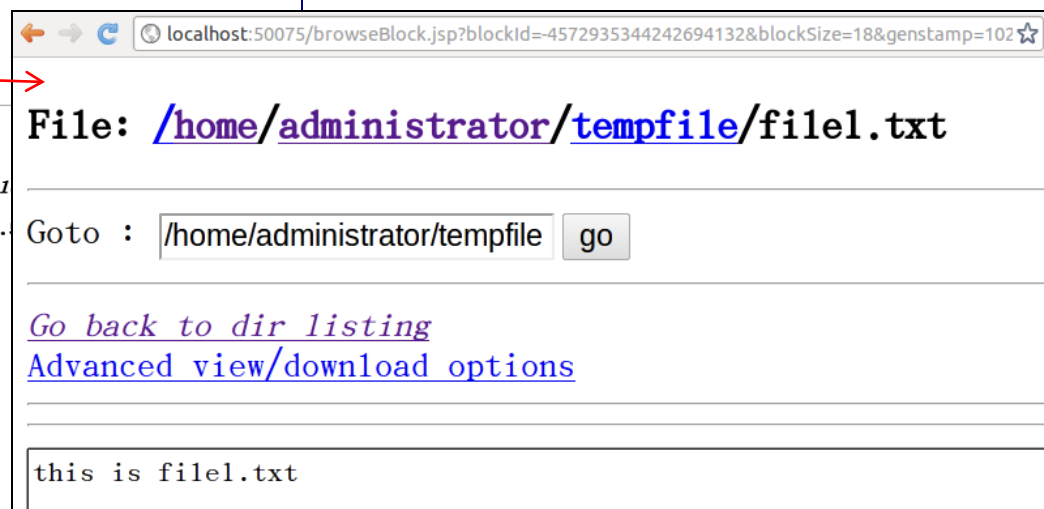 localhost:50075/browseBlock.jsp?blockId=-4572935344242694132&blockSize=18&genstamp=102
File: /home/administrator/tempfile/file1.txt
1
Goto : /home/administrator/tempfile go
Go back to dir listing
Advanced view/download options
this is file1.txt